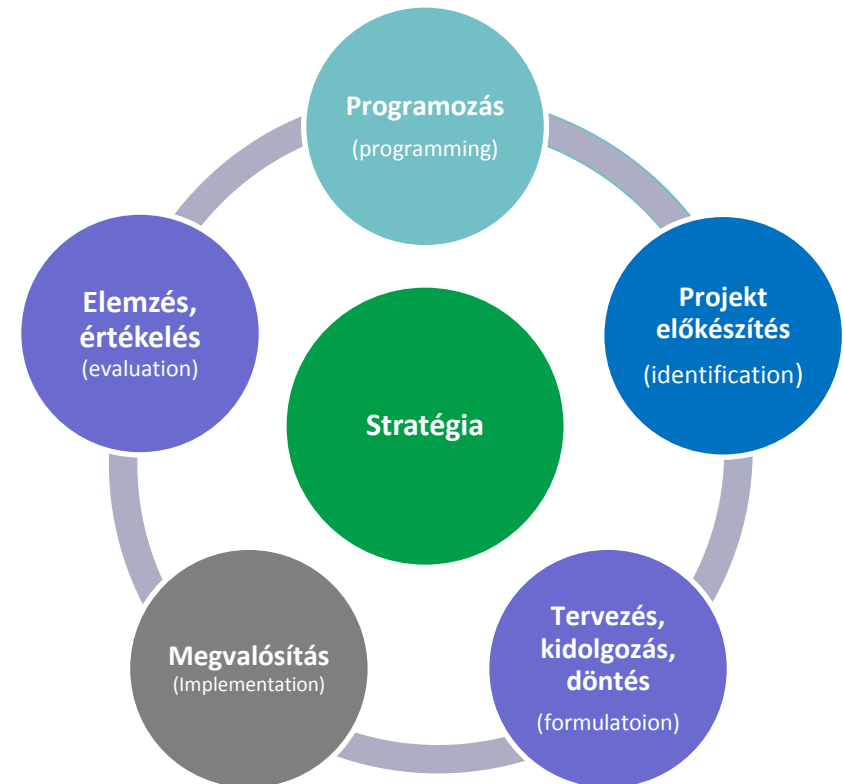 Programozás
(programming)
Projekt
előkészítés
(identification)
Tervezés,
kidolgozás,
döntés
(formulatoion)
Megvalósítás
(Implementation)
Elemzés,
értékelés
(evaluation)
Stratégia